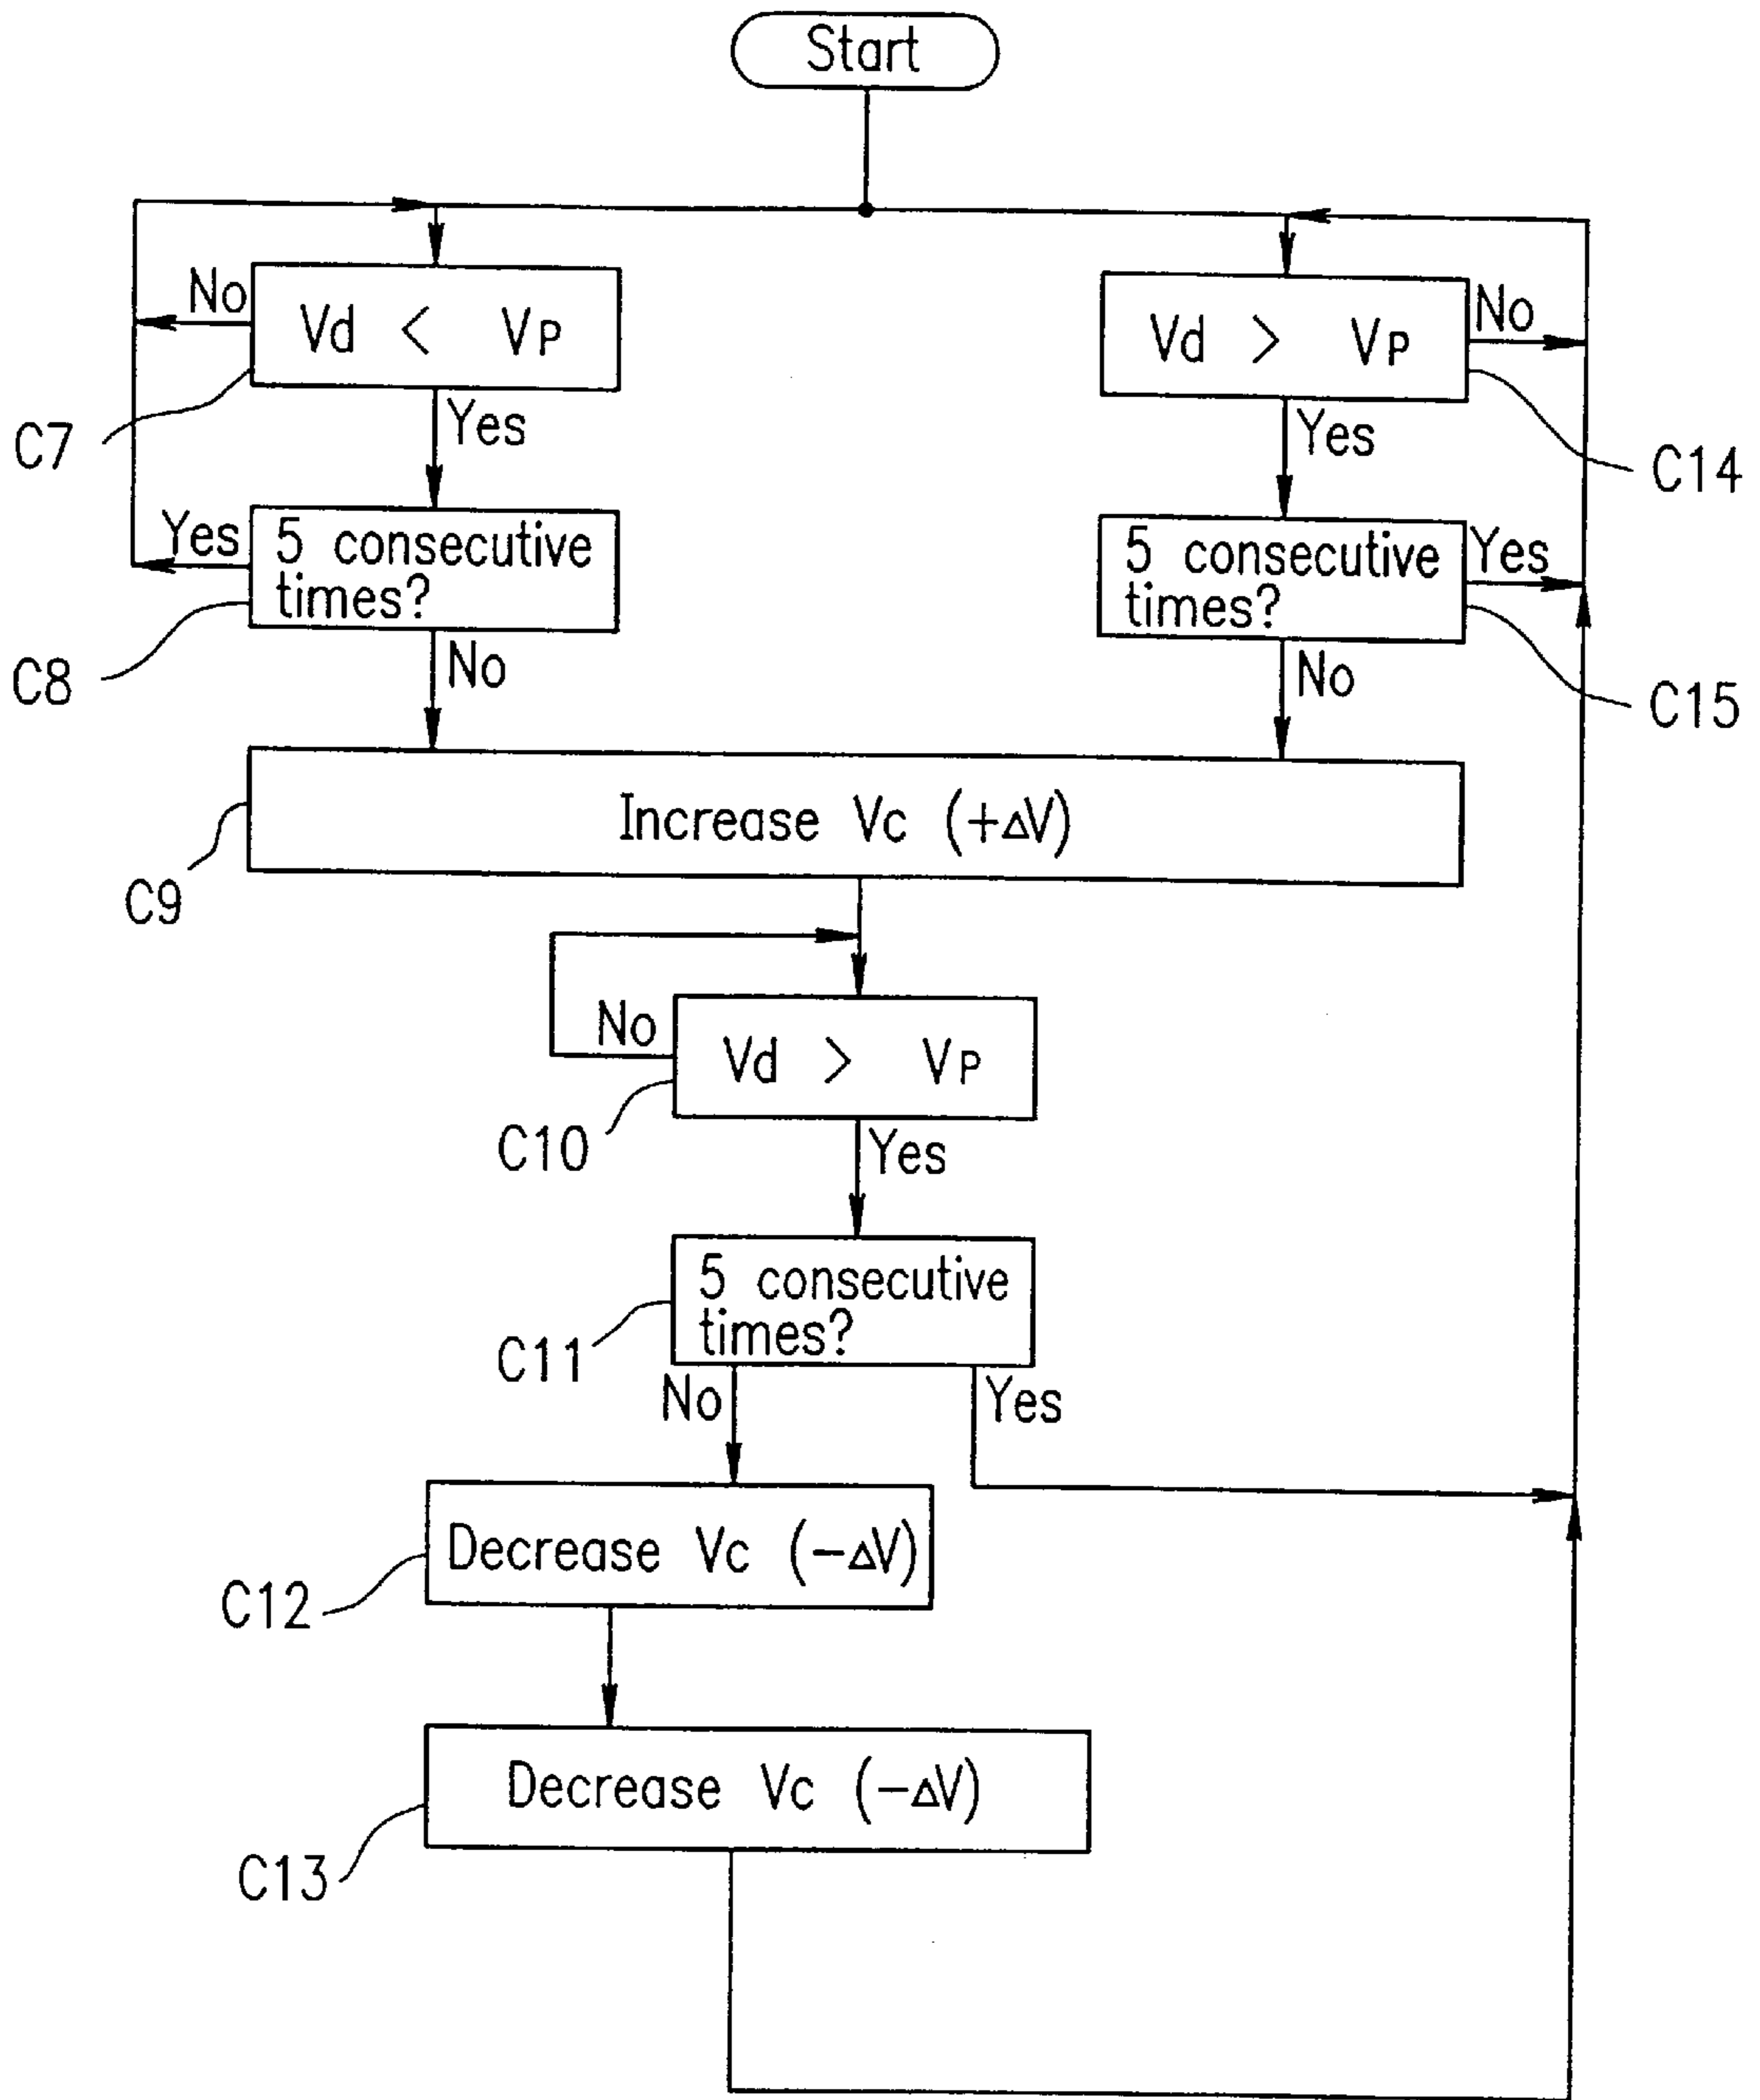 Start
No
Vd < VP
Yes
C7
Vd > VP
No
Yes
C14
Yes
5 consecutive
times?
No
C8
5 consecutive
times?
Yes
No
C15
Increase Vc (+ΔV)
C9
No
Vd > VP
C10
Yes
5 consecutive
times?
C11
No
Yes
Decrease Vc (−ΔV)
C12
Decrease Vc (−ΔV)
C13